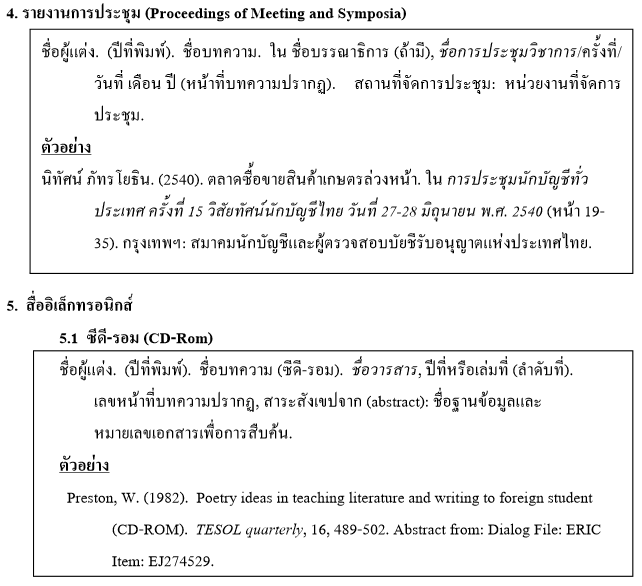 4. รายงานการประชุม (Proceedings of Meeting and Symposia)
ชื่อผู้แต่ง. (ปีที่พิมพ์). ชื่อบทความ. ใน ชื่อบรรณาธิการ (ถ้ามี), ชื่อการประชุมวิชาการ/ครั้งที่/
วันที่ เดือน ปี (หน้าที่บทความปรากฏ). สถานที่จัดการประชุม: หน่วยงานที่จัดการ
ประชุม.
ตัวอย่าง
นิทัศน์ ภัทรโยธิน. (2540). ตลาดซื้อขายสินค้าเกษตรล่วงหน้า. ใน การประชุมนักบัญชีทั่ว
ประเทศ ครั้งที่ 15 วิสัยทัศน์นักบัญชีไทย วันที่ 27-28 มิถุนายน พ.ศ. 2540 (หน้า 19-
35). กรุงเทพฯ: สมาคมนักบัญชีและผู้ตรวจสอบบัยชีรับอนุญาตแห่งประเทศไทย.
5. สื่ออิเล็กทรอนิกส์
5.1 ซีดี-รอม (CD-Rom)
ชื่อผู้แต่ง. (ปีที่พิมพ์). ชื่อบทความ (ซีดี-รอม). ชื่อวารสาร, ปีที่หรือเล่มที่ (ลำดับที่).
เลขหน้าที่บทความปรากฏ, สาระสังเขปจาก (abstract): ชื่อฐานข้อมูลและ
หมายเลขเอกสารเพื่อการสืบค้น.
ตัวอย่าง
Preston, W. (1982). Poetry ideas in teaching literature and writing to foreign student
(CD-ROM). TESOL quarterly, 16, 489-502. Abstract from: Dialog File: ERIC
Item: EJ274529.